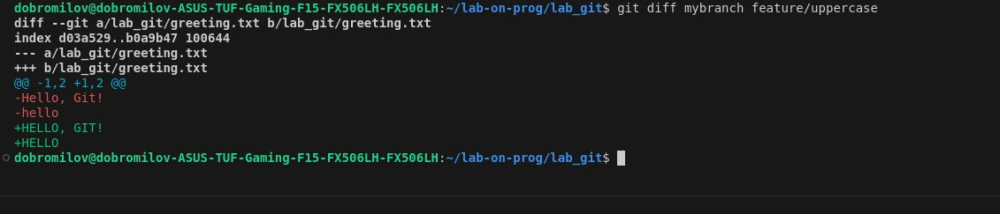 dobromilov@dobromilov-ASUS-TUF-Gaming-F15-FX506LH-FX506LH:~/lab-on-prog/lab_git$ git diff mybranch feature/uppercase
diff --git a/lab_git/greeting.txt b/lab_git/greeting.txt
index d03a529..b0a9b47 100644
--- a/lab_git/greeting.txt
+++ b/lab_git/greeting.txt
@@ -1,2 +1,2 @@
-Hello, Git!
-hello
+HELLO, GIT!
+HELLO
dobromilov@dobromilov-ASUS-TUF-Gaming-F15-FX506LH-FX506LH:~/lab-on-prog/lab_git$